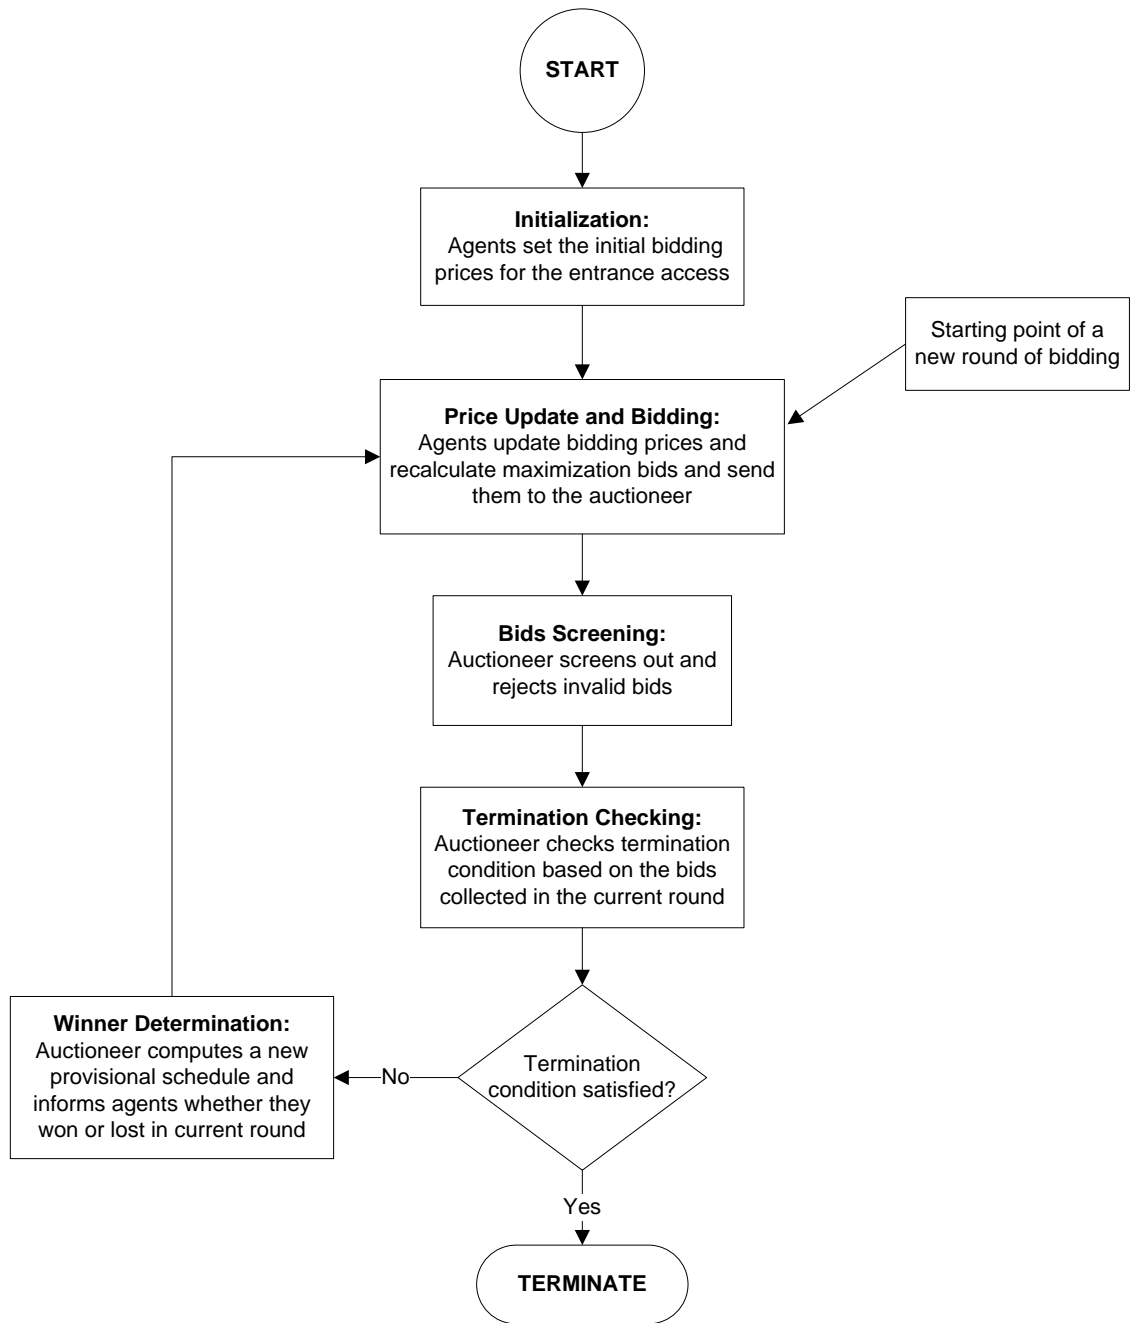 START
Initialization:
Agents set the initial bidding
prices for the entrance access
Starting point of a
new round of bidding
Price Update and Bidding:
Agents update bidding prices and
recalculate maximization bids and send
them to the auctioneer
Bids Screening:
Auctioneer screens out and
rejects invalid bids
Termination Checking:
Auctioneer checks termination
condition based on the bids
collected in the current round
Winner Determination:
Auctioneer computes a new
provisional schedule and
informs agents whether they
won or lost in current round
No
Termination
condition satisfied?
Yes
TERMINATE